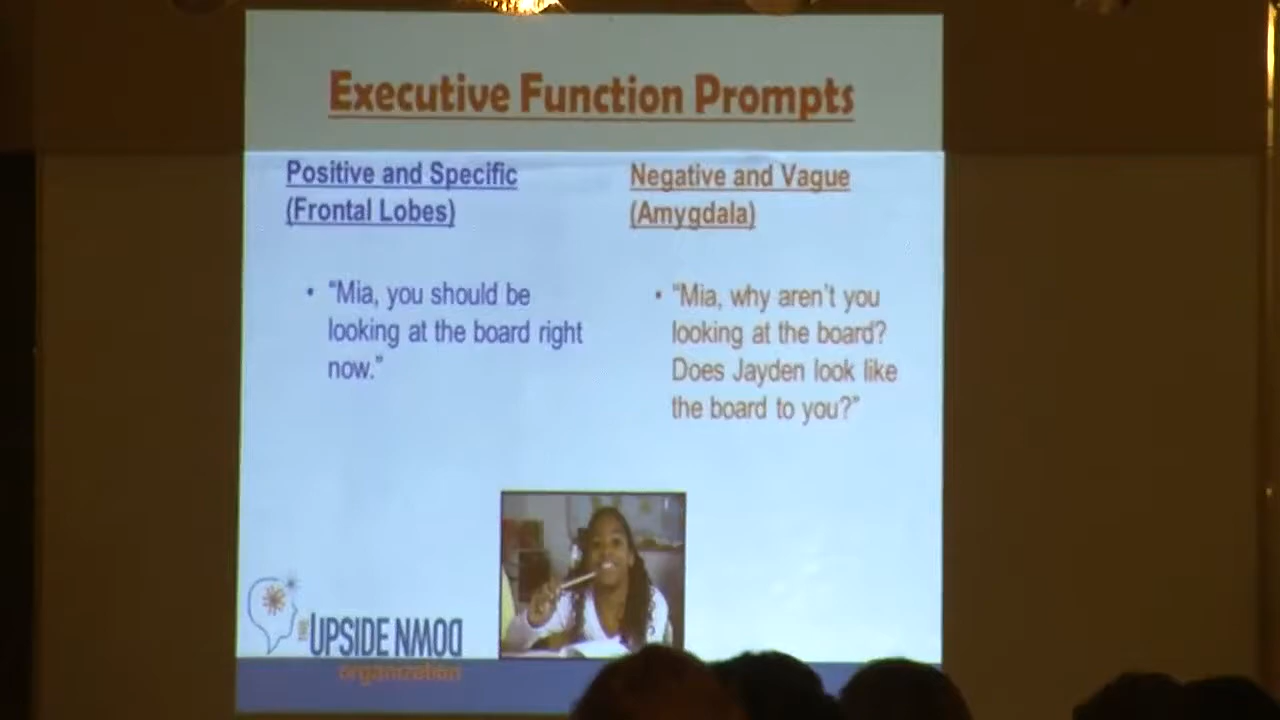 Executive Function Prompts
Positive and Specific
(Frontal Lobes)
• “Mia, you should be
looking at the board right
now.”
Negative and Vague
(Amygdala)
• “Mia, why aren’t you
looking at the board?
Does Jayden look like
the board to you?”
THE UPSIDE NMOD
organization